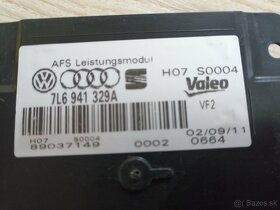 AFS Leistungsmodul
H07 S0004
7L6 941 329A
Valeo
VF2
H07 S0004
02/09/11
89037149 0002 0664
bazos.sk